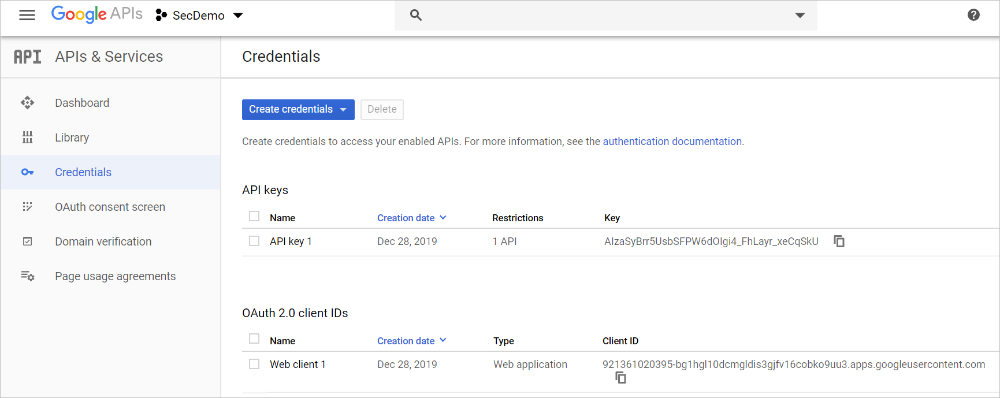 Google APIs SecDemo
API APIs & Services
Credentials
Dashboard
Library
Credentials
OAuth consent screen
Domain verification
Page usage agreements
Create credentials Delete
Create credentials to access your enabled APIs. For more information, see the authentication documentation.
API keys
Name Creation date Restrictions Key
API key 1 Dec 28, 2019 1 API AIzaSyBrr5UsbSFPW6dOIgi4_FhLayr_xeCqSkU
OAuth 2.0 client IDs
Name Creation date Type Client ID
Web client 1 Dec 28, 2019 Web application 921361020395-bg1hgl10dcmgldis3gjfv16cobko9uu3.apps.googleusercontent.com